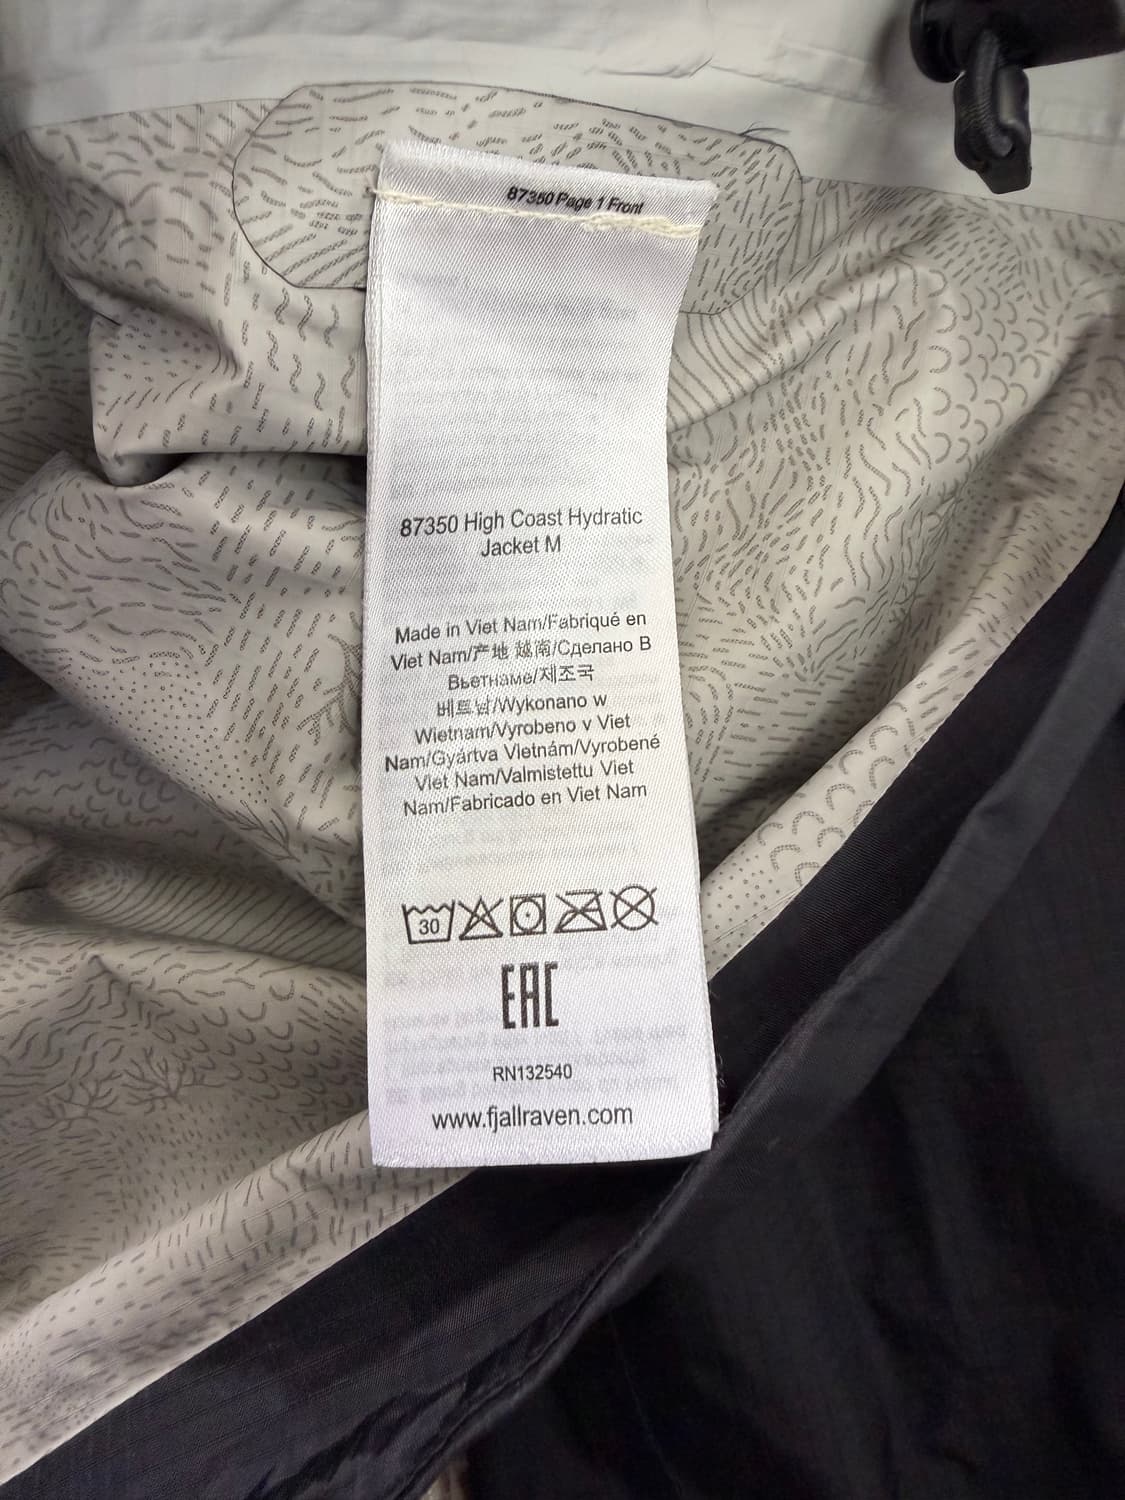 87350 Page 1 Front
87350 High Coast Hydratic
Jacket M
Made in Viet Nam/Fabriqué en
Viet Nam/产地 越南/Сделано В
Вьетнаме/제조국
베트남/Wykonano w
Wietnam/Vyrobeno v Viet
Nam/Gyártva Vietnám/Vyrobené
Viet Nam/Valmistettu Viet
Nam/Fabricado en Viet Nam
30
EAC
RN132540
www.fjallraven.com